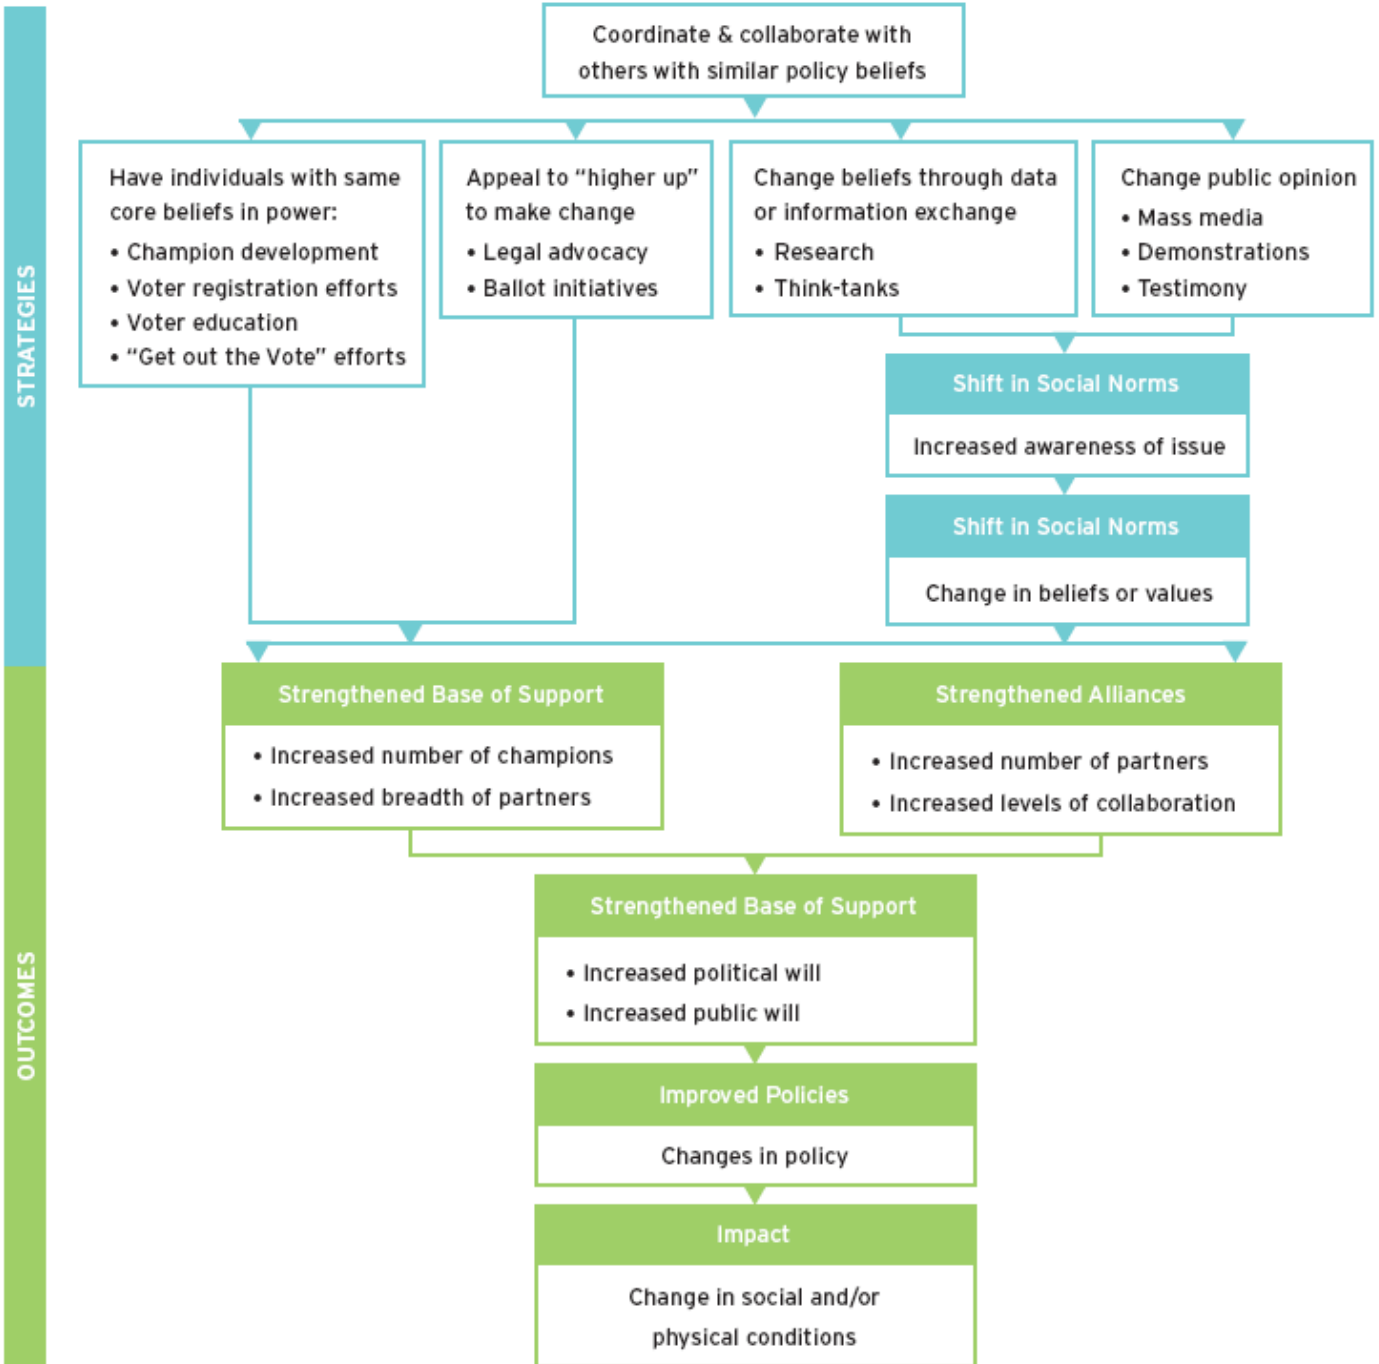 STRATEGIES
Coordinate & collaborate with
others with similar policy beliefs
Have individuals with same
core beliefs in power:
• Champion development
• Voter registration efforts
• Voter education
• “Get out the Vote” efforts
Appeal to “higher up”
to make change
• Legal advocacy
• Ballot initiatives
Change beliefs through data
or information exchange
• Research
• Think-tanks
Change public opinion
• Mass media
• Demonstrations
• Testimony
Shift in Social Norms
Increased awareness of issue
Shift in Social Norms
Change in beliefs or values
OUTCOMES
Strengthened Base of Support
• Increased number of champions
• Increased breadth of partners
Strengthened Alliances
• Increased number of partners
• Increased levels of collaboration
Strengthened Base of Support
• Increased political will
• Increased public will
Improved Policies
Changes in policy
Impact
Change in social and/or
physical conditions